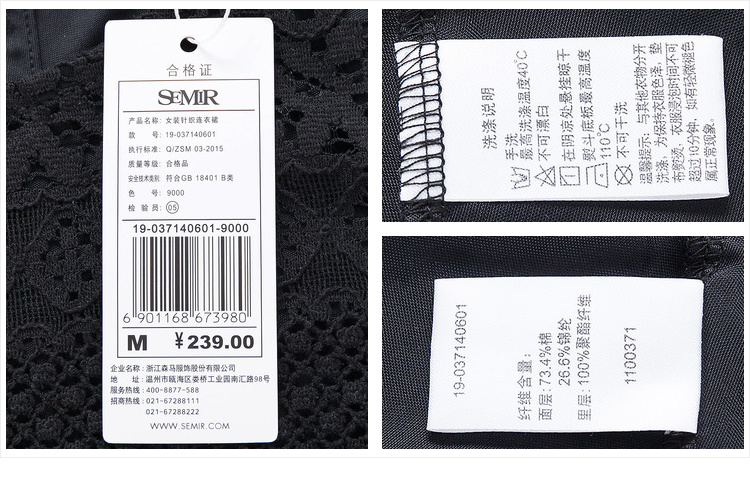 合格证
SEMIR
产品名称: 女装针织连衣裙
款 号: 19-037140601
执行标准: Q/ZSM 03-2015
质量等级: 合格品
安全技术类别: 符合GB 18401 B类
色 号: 9000
检 验 员: 05
19-037140601-9000
6 901168 673980
M ¥239.00
企业名称: 浙江森马服饰股份有限公司
地 址: 温州市瓯海区娄桥工业园南汇路98号
服务热线: 400-8877-588
招商热线: 021-67288111
021-67288222
WWW.SEMIR.COM
洗涤说明
手洗
最高洗涤温度40°C
不可漂白
在阴凉处悬挂晾干
熨斗底板最高温度
110°C
不可干洗
温馨提示: 与其他衣物分开
洗涤, 为保持衣服色泽, 垫
布熨烫, 衣服浸泡时间不可
超过10分钟, 如有轻微褪色
属正常现象。
19-037140601
纤维含量:
面层: 73.4%棉
26.6%锦纶
里层: 100%聚酯纤维
1100371